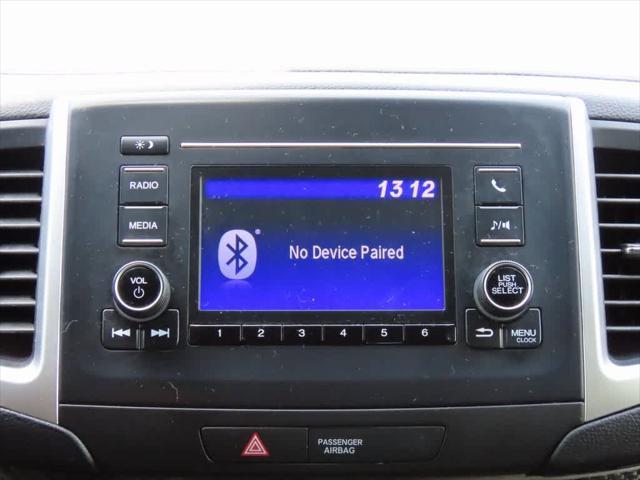 RADIO
MEDIA
13 12
No Device Paired
VOL
LIST
PUSH
SELECT
1 2 3 4 5 6
MENU
CLOCK
PASSENGER
AIRBAG